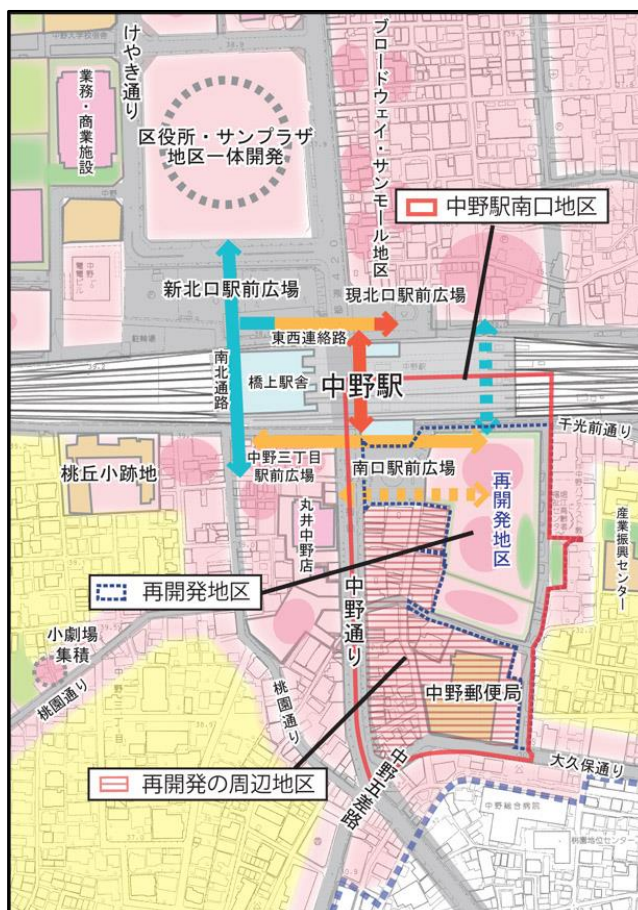 けやき通り
業務・商業施設
区役所・サンプラザ
地区一体開発
ブロードウェイ・サンモール地区
中野駅南口地区
新北口駅前広場
現北口駅前広場
東西連絡路
南北通路
橋上駅舎
中野駅
千光前通り
桃丘小跡地
中野三丁目
駅前広場
南口駅前広場
丸井中野店
再開発地区
産業振興センター
再開発地区
中野通り
小劇場
集積
桃園通り
桃園通り
中野郵便局
再開発の周辺地区
中野五差路
大久保通り
中野総合病院